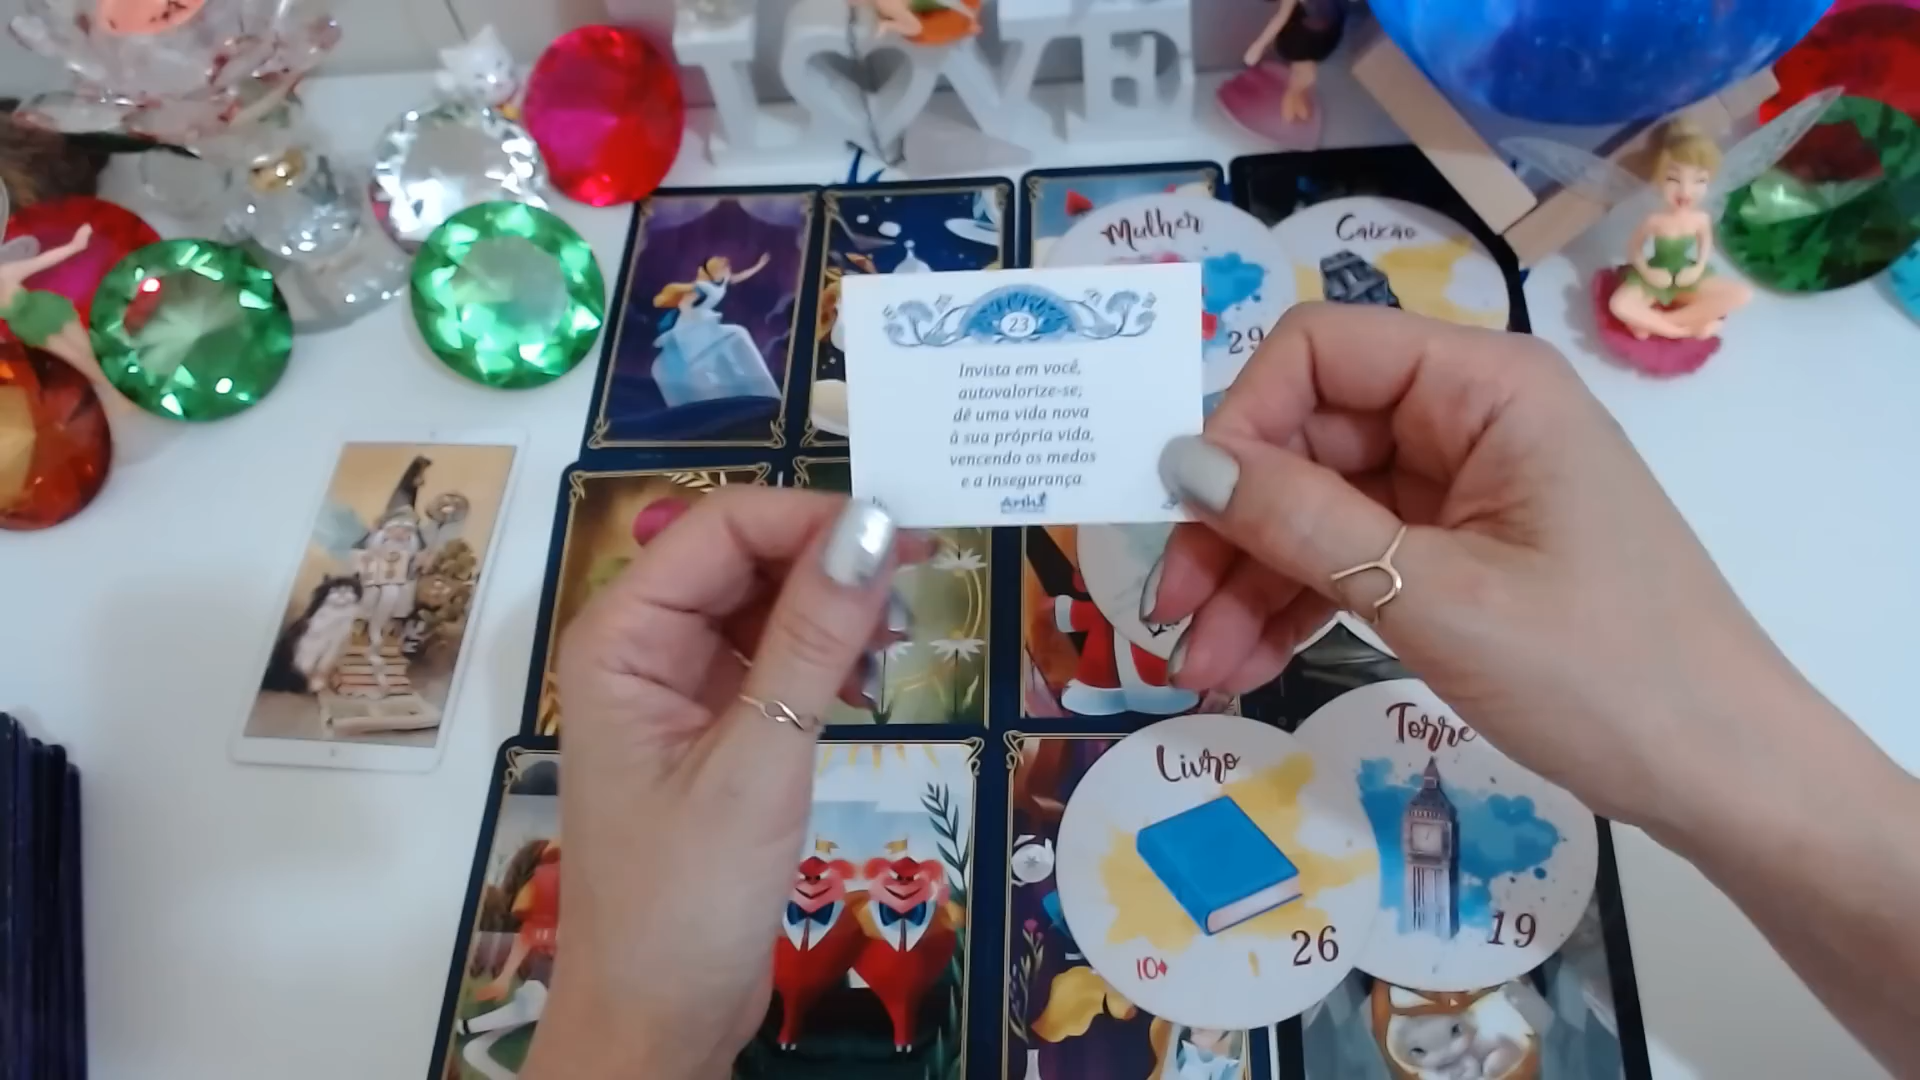 LOVE
Mulher
Caixão
29
23
Invista em você,
autovalorize-se;
dê uma vida nova
à sua própria vida,
vencendo os medos
e a insegurança.
Livro
10♦
26
Torre
19